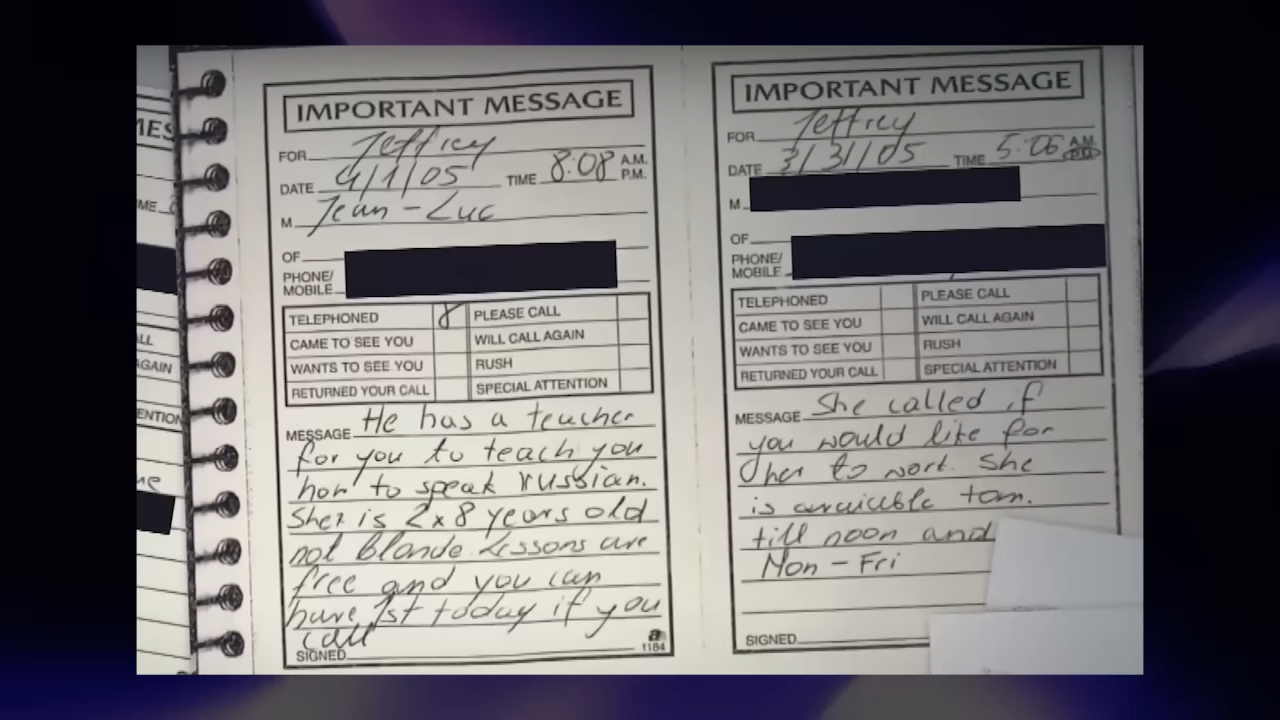 IMPORTANT MESSAGE
FOR Jeffrey
DATE 4/1/05 TIME 8:08 A.M. P.M.
M Jean-Luc
OF
PHONE/ MOBILE
TELEPHONED PLEASE CALL
CAME TO SEE YOU WILL CALL AGAIN
WANTS TO SEE YOU RUSH
RETURNED YOUR CALL SPECIAL ATTENTION
MESSAGE He has a teacher
for you to teach you
how to speak russian.
She is 2x8 years old
not blonde. Lessons are
free and you can
have 1st today if you
call
SIGNED
1184
IMPORTANT MESSAGE
FOR Jeffrey
DATE 3/31/05 TIME 5:06 A.M. P.M.
M
OF
PHONE/ MOBILE
TELEPHONED PLEASE CALL
CAME TO SEE YOU WILL CALL AGAIN
WANTS TO SEE YOU RUSH
RETURNED YOUR CALL SPECIAL ATTENTION
MESSAGE She called if
you would like for
her to work. She
is tom.
till noon and
Mon - Fri
SIGNED